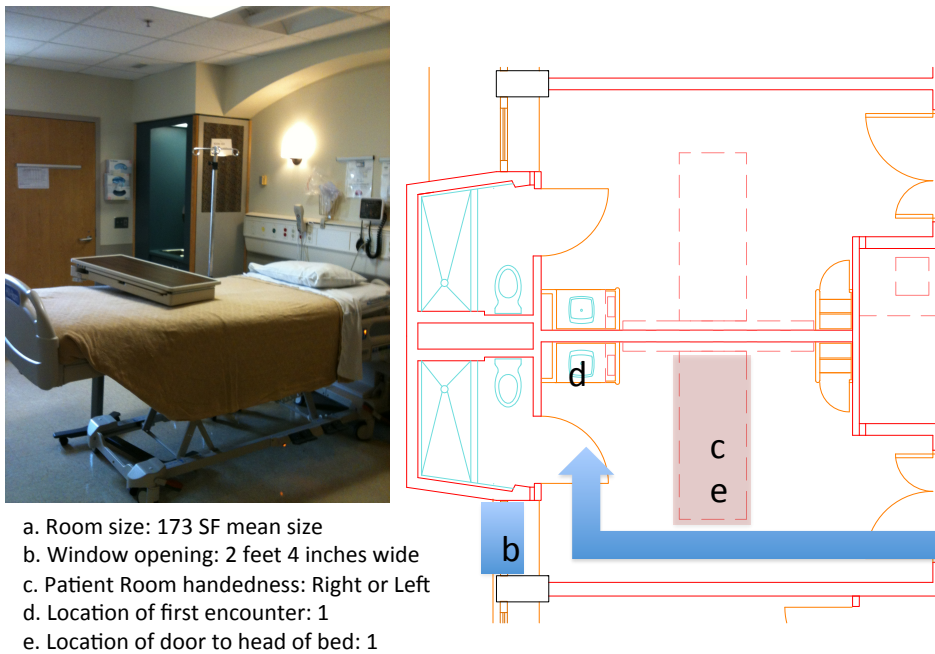 a. Room size: 173 SF mean size
b. Window opening: 2 feet 4 inches wide
c. Patient Room handedness: Right or Left
d. Location of first encounter: 1
e. Location of door to head of bed: 1
d
c
e
b